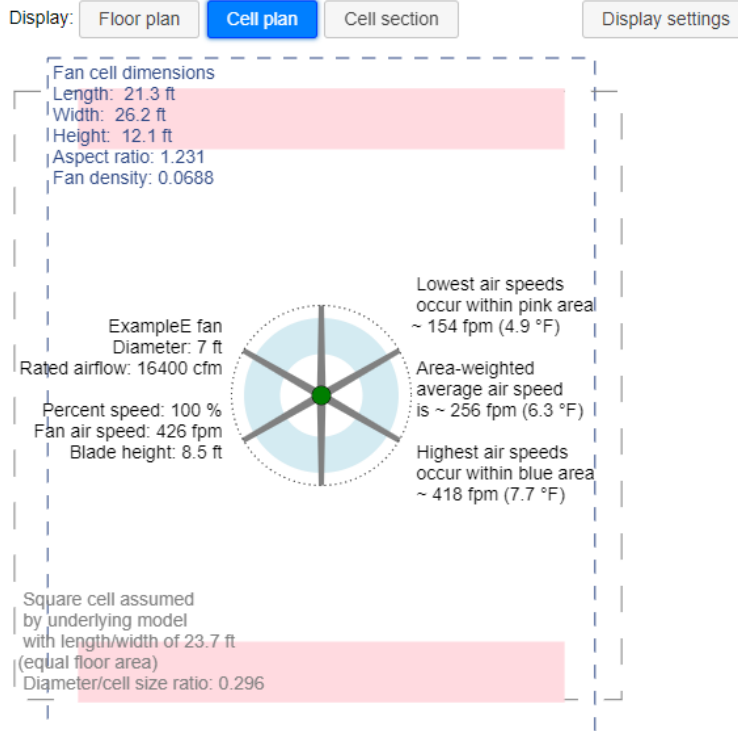 Display: Floor plan Cell plan Cell section Display settings
Fan cell dimensions
Length: 21.3 ft
Width: 26.2 ft
Height: 12.1 ft
Aspect ratio: 1.231
Fan density: 0.0688
ExampleE fan
Diameter: 7 ft
Rated airflow: 16400 cfm
Percent speed: 100 %
Fan air speed: 426 fpm
Blade height: 8.5 ft
Lowest air speeds
occur within pink area
~ 154 fpm (4.9 °F)
Area-weighted
average air speed
is ~ 256 fpm (6.3 °F)
Highest air speeds
occur within blue area
~ 418 fpm (7.7 °F)
Square cell assumed
by underlying model
with length/width of 23.7 ft
(equal floor area)
Diameter/cell size ratio: 0.296